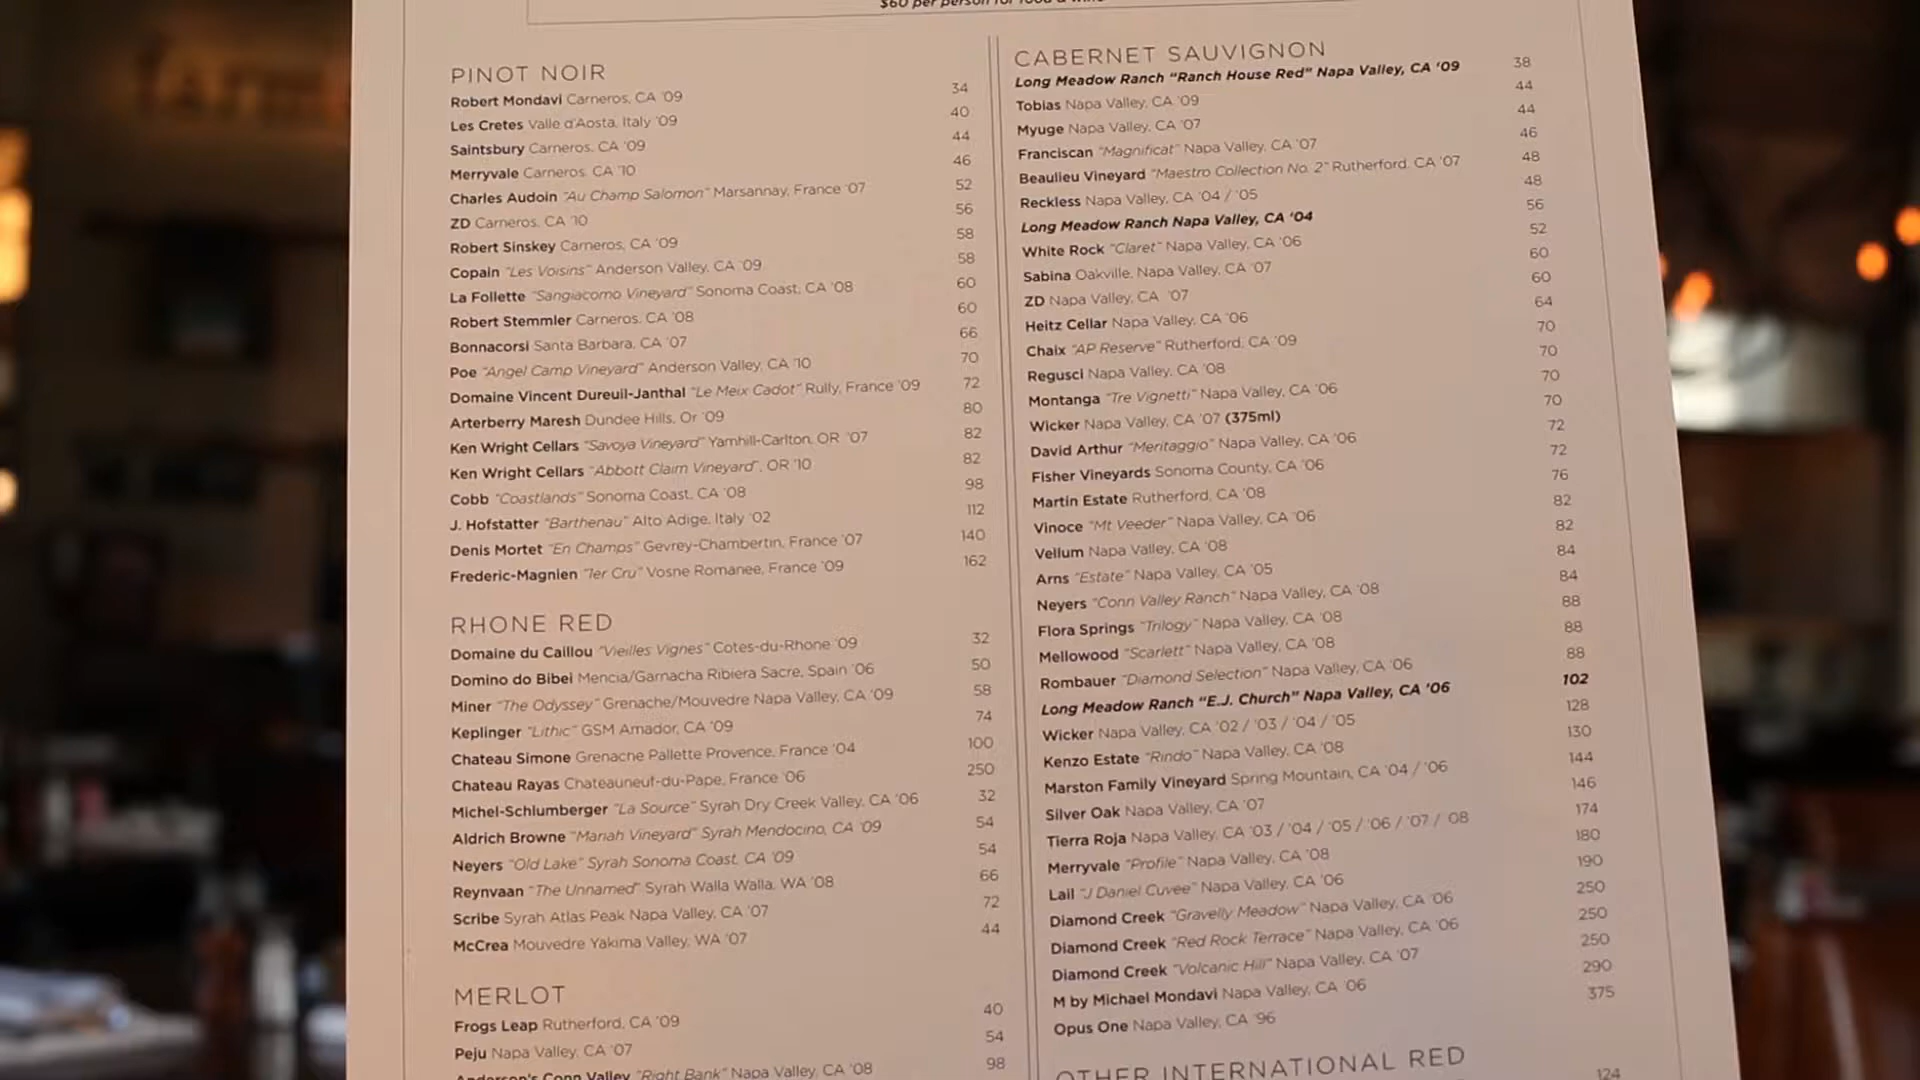 $60 per person for food & wine
PINOT NOIR
Robert Mondavi Carneros, CA '09 34
Les Cretes Valle d'Aosta, Italy '09 40
Saintsbury Carneros, CA '09 44
Merryvale Carneros, CA '10 46
Charles Audoin "Au Champ Salomon" Marsannay, France '07 52
ZD Carneros, CA '10 56
Robert Sinskey Carneros, CA '09 58
Copain "Les Voisins" Anderson Valley, CA '09 58
La Follette "Sangiacomo Vineyard" Sonoma Coast, CA '08 60
Robert Stemmler Carneros, CA '08 60
Bonnacorsi Santa Barbara, CA '07 66
Poe "Angel Camp Vineyard" Anderson Valley, CA '10 70
Domaine Vincent Dureuil-Janthal "Le Meix Cadot" Rully, France '09 72
Arterberry Maresh Dundee Hills, Or '09 80
Ken Wright Cellars "Savoya Vineyard" Yamhill-Carlton, OR '07 82
Ken Wright Cellars "Abbott Claim Vineyard", OR '10 82
Cobb "Coastlands" Sonoma Coast, CA '08 98
J. Hofstatter "Barthenau" Alto Adige, Italy '02 112
Denis Mortet "En Champs" Gevrey-Chambertin, France '07 140
Frederic-Magnien "1er Cru" Vosne Romanee, France '09 162
RHONE RED
Domaine du Caillou "Vieilles Vignes" Cotes-du-Rhone '09 32
Domino do Bibei Mencia/Garnacha Ribiera Sacre, Spain '06 50
Miner "The Odyssey" Grenache/Mouvedre Napa Valley, CA '09 58
Keplinger "Lithic" GSM Amador, CA '09 74
Chateau Simone Grenache Pallette Provence, France '04 100
Chateau Rayas Chateauneuf-du-Pape, France '06 250
Michel-Schlumberger "La Source" Syrah Dry Creek Valley, CA '06 32
Aldrich Browne "Mariah Vineyard" Syrah Mendocino, CA '09 54
Neyers "Old Lake" Syrah Sonoma Coast, CA '09 54
Reynvaan "The Unnamed" Syrah Walla Walla, WA '08 66
Scribe Syrah Atlas Peak Napa Valley, CA '07 72
McCrea Mouvedre Yakima Valley, WA '07 44
MERLOT
Frogs Leap Rutherford, CA '09 40
Peju Napa Valley, CA '07 54
Anderson's Conn Valley "Right Bank" Napa Valley, CA '08 98
CABERNET SAUVIGNON
Long Meadow Ranch "Ranch House Red" Napa Valley, CA '09 38
Tobias Napa Valley, CA '09 44
Myuge Napa Valley, CA '07 44
Franciscan "Magnificat" Napa Valley, CA '07 46
Beaulieu Vineyard "Maestro Collection No. 2" Rutherford, CA '07 48
Reckless Napa Valley, CA '04 / '05 48
Long Meadow Ranch Napa Valley, CA '04 56
White Rock "Claret" Napa Valley, CA '06 52
Sabina Oakville, Napa Valley, CA '07 60
ZD Napa Valley, CA '07 60
Heitz Cellar Napa Valley, CA '06 64
Chaix "AP Reserve" Rutherford, CA '09 70
Regusci Napa Valley, CA '08 70
Montanga "Tre Vignetti" Napa Valley, CA '06 70
Wicker Napa Valley, CA '07 (375ml) 70
David Arthur "Meritaggio" Napa Valley, CA '06 72
Fisher Vineyards Sonoma County, CA '06 72
Martin Estate Rutherford, CA '08 76
Vinoce "Mt Veeder" Napa Valley, CA '06 82
Vellum Napa Valley, CA '08 82
Arns "Estate" Napa Valley, CA '05 84
Neyers "Conn Valley Ranch" Napa Valley, CA '08 84
Flora Springs "Trilogy" Napa Valley, CA '08 88
Mellowood "Scarlett" Napa Valley, CA '08 88
Rombauer "Diamond Selection" Napa Valley, CA '06 88
Long Meadow Ranch "E.J. Church" Napa Valley, CA '06 102
Wicker Napa Valley, CA '02 / '03 / '04 / '05 128
Kenzo Estate "Rindo" Napa Valley, CA '08 130
Marston Family Vineyard Spring Mountain, CA '04 / '06 144
Silver Oak Napa Valley, CA '07 146
Tierra Roja Napa Valley, CA '03 / '04 / '05 / '06 / '07 / 08 174
Merryvale "Profile" Napa Valley, CA '08 180
Lail "J Daniel Cuvee" Napa Valley, CA '06 190
Diamond Creek "Gravelly Meadow" Napa Valley, CA '06 250
Diamond Creek "Red Rock Terrace" Napa Valley, CA '06 250
Diamond Creek "Volcanic Hill" Napa Valley, CA '07 250
M by Michael Mondavi Napa Valley, CA '06 290
Opus One Napa Valley, CA '96 375
OTHER INTERNATIONAL RED
124